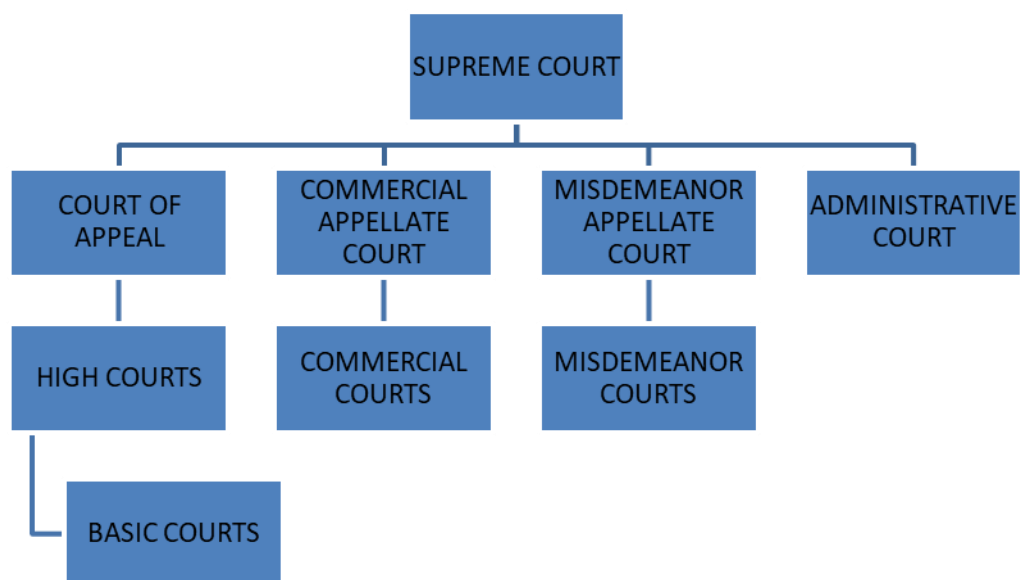 SUPREME COURT
COURT OF
APPEAL
COMMERCIAL
APPELLATE
COURT
MISDEMEANOR
APPELLATE
COURT
ADMINISTRATIVE
COURT
HIGH COURTS
COMMERCIAL
COURTS
MISDEMEANOR
COURTS
BASIC COURTS